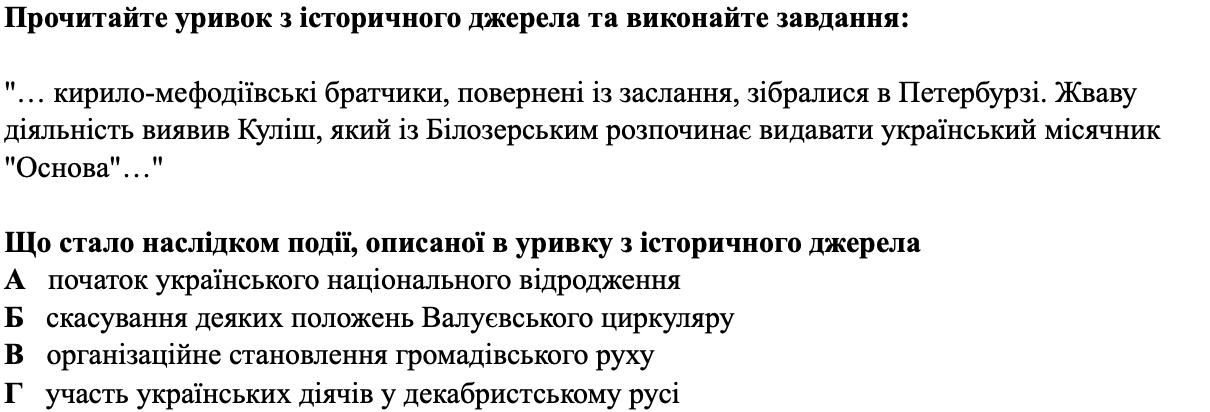 Прочитайте уривок з історичного джерела та виконайте завдання:
"… кирило-мефодіївські братчики, повернені із заслання, зібралися в Петербурзі. Жваву
діяльність виявив Куліш, який із Білозерським розпочинає видавати український місячник
"Основа"…"
Що стало наслідком події, описаної в уривку з історичного джерела
А початок українського національного відродження
Б скасування деяких положень Валуєвського циркуляру
В організаційне становлення громадівського руху
Г участь українських діячів у декабристському русі